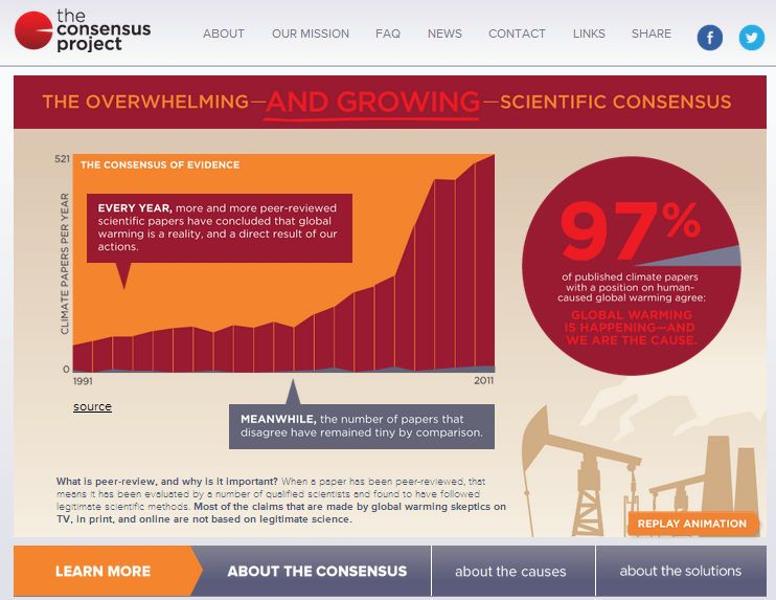 the
consensus
project
ABOUT OUR MISSION FAQ NEWS CONTACT LINKS SHARE
THE OVERWHELMING—AND GROWING—SCIENTIFIC CONSENSUS
521
THE CONSENSUS OF EVIDENCE
CLIMATE PAPERS PER YEAR
EVERY YEAR, more and more peer-reviewed
scientific papers have concluded that global
warming is a reality, and a direct result of our
actions.
0
1991
2011
97%
of published climate papers
with a position on human-
caused global warming agree:
GLOBAL WARMING
IS HAPPENING—AND
WE ARE THE CAUSE.
source
MEANWHILE, the number of papers that
disagree have remained tiny by comparison.
What is peer-review, and why is it important? When a paper has been peer-reviewed, that
means it has been evaluated by a number of qualified scientists and found to have followed
legitimate scientific methods. Most of the claims that are made by global warming skeptics on
TV, in print, and online are not based on legitimate science.
REPLAY ANIMATION
LEARN MORE ABOUT THE CONSENSUS about the causes about the solutions